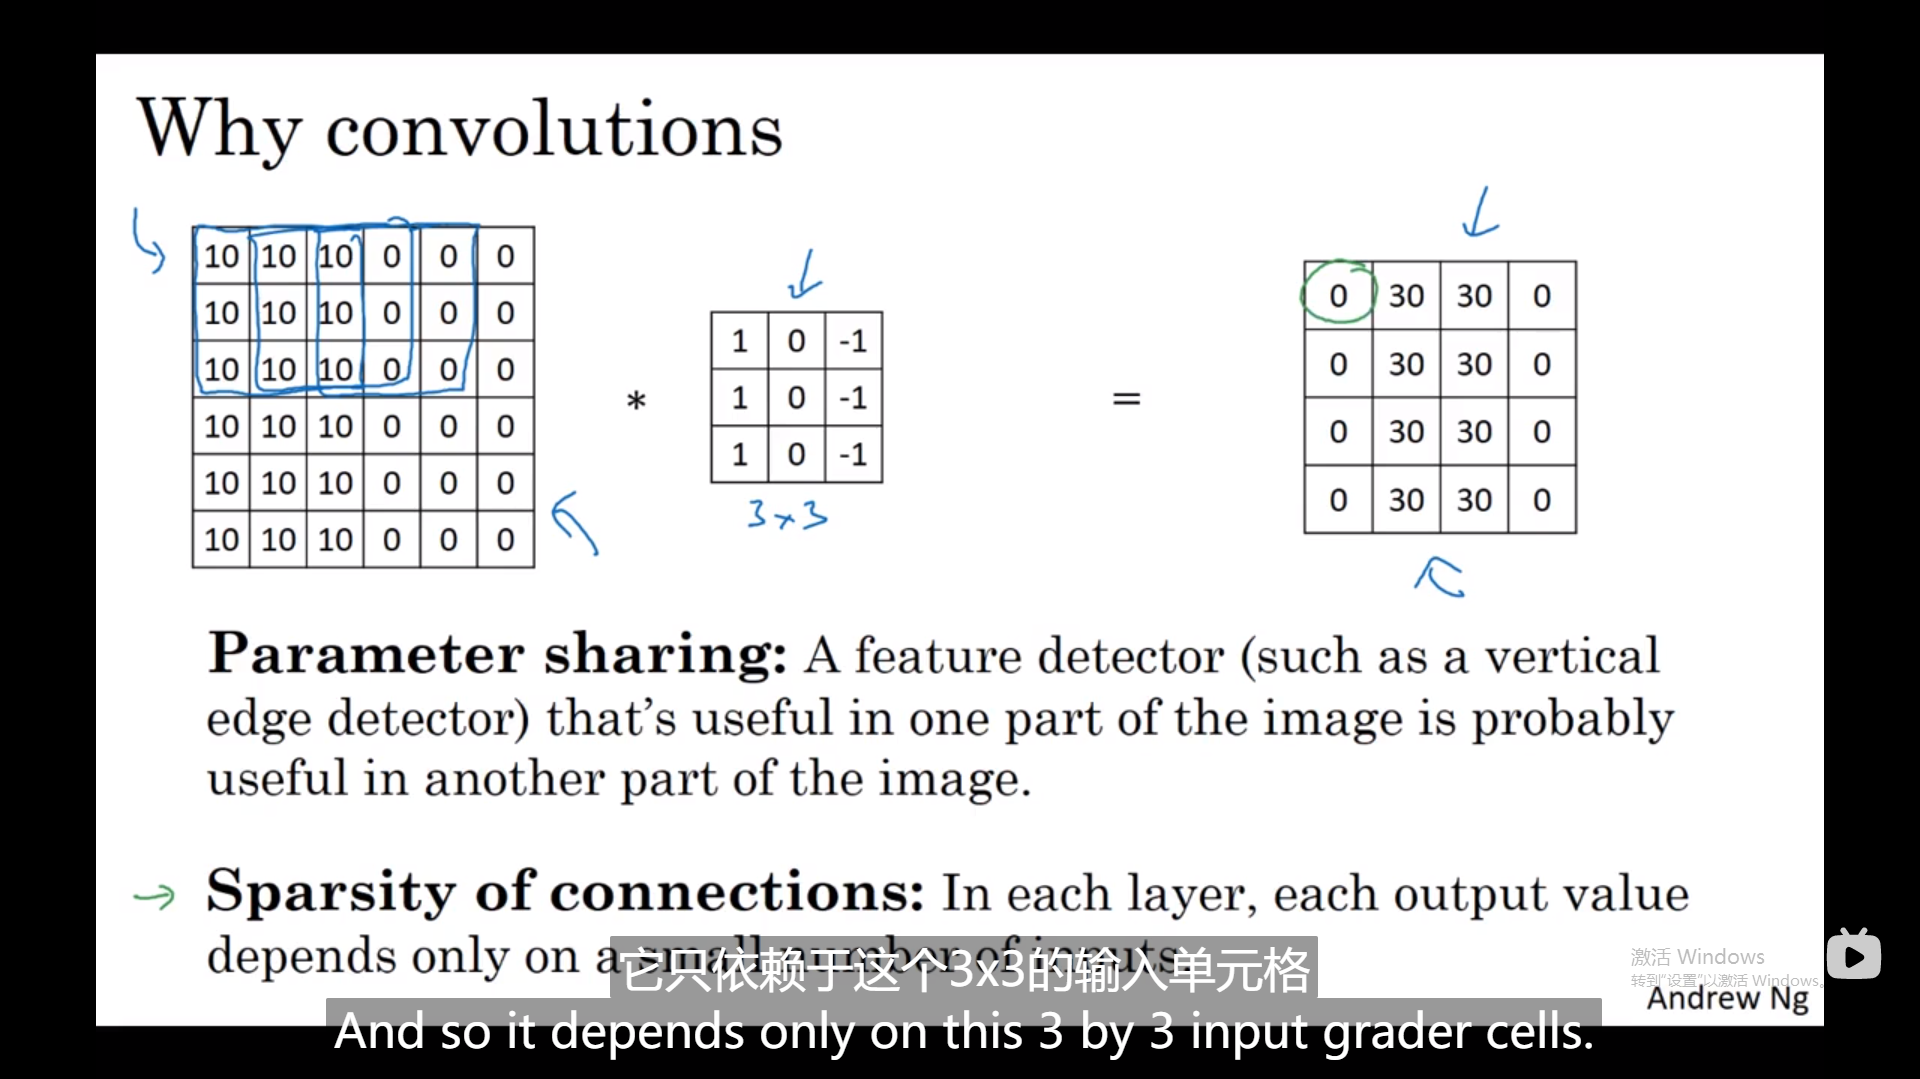 Why convolutions
10 10 10 0 0 0
10 10 10 0 0 0
10 10 10 0 0 0
10 10 10 0 0 0
10 10 10 0 0 0
10 10 10 0 0 0
*
1 0 -1
1 0 -1
1 0 -1
3x3
=
0 30 30 0
0 30 30 0
0 30 30 0
0 30 30 0
Parameter sharing: A feature detector (such as a vertical
edge detector) that's useful in one part of the image is probably
useful in another part of the image.
→ Sparsity of connections: In each layer, each output value
depends only on a small number of inputs.
它只依赖于这个3x3的输入单元格
And so it depends only on this 3 by 3 input grader cells.
激活 Windows
转到"设置"以激活 Windows。
Andrew Ng